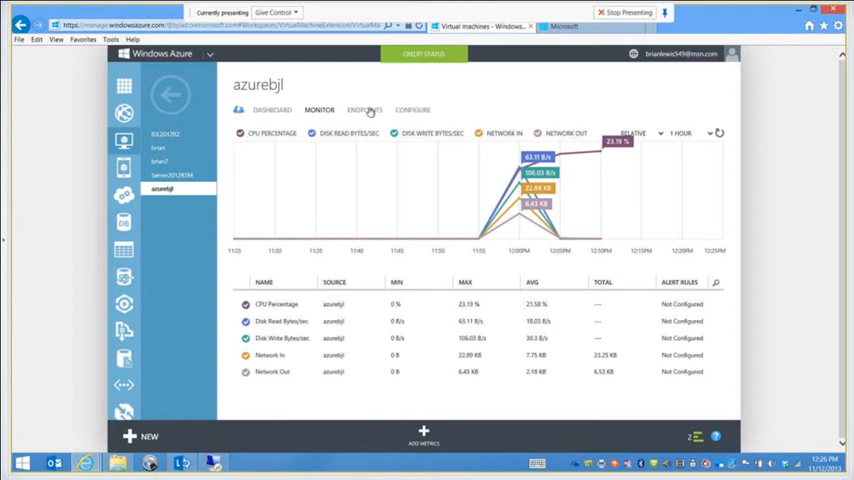 Currently presenting Give Control Stop Presenting
https://manage.windowsazure.com
Virtual machines - Windows... Microsoft
File Edit View Favorites Tools Help
Windows Azure CREDIT STATUS brianlewis549@msn.com
azurebjl
DASHBOARD MONITOR ENDPOINTS CONFIGURE
CPU PERCENTAGE DISK READ BYTES/SEC DISK WRITE BYTES/SEC NETWORK IN NETWORK OUT RELATIVE 1 HOUR
brian
brian7
azurebjl
23.19 %
63.11 B/s
106.03 B/s
22.89 KB
6.43 KB
11:25 11:30 11:35 11:40 11:45 11:50 11:55 12:00PM 12:05PM 12:10PM 12:15PM 12:20PM 12:25PM
NAME SOURCE MIN MAX AVG TOTAL ALERT RULES
CPU Percentage azurebjl 0 % 23.19 % 21.58 % --- Not Configured
Disk Read Bytes/sec azurebjl 0 B/s 63.11 B/s 18.03 B/s --- Not Configured
Disk Write Bytes/sec azurebjl 0 B/s 106.03 B/s 30.3 B/s --- Not Configured
Network In azurebjl 0 B 22.89 KB 7.75 KB 23.25 KB Not Configured
Network Out azurebjl 0 B 6.43 KB 2.18 KB 6.53 KB Not Configured
NEW ADD METRICS 2
12:26 PM
11/12/2013